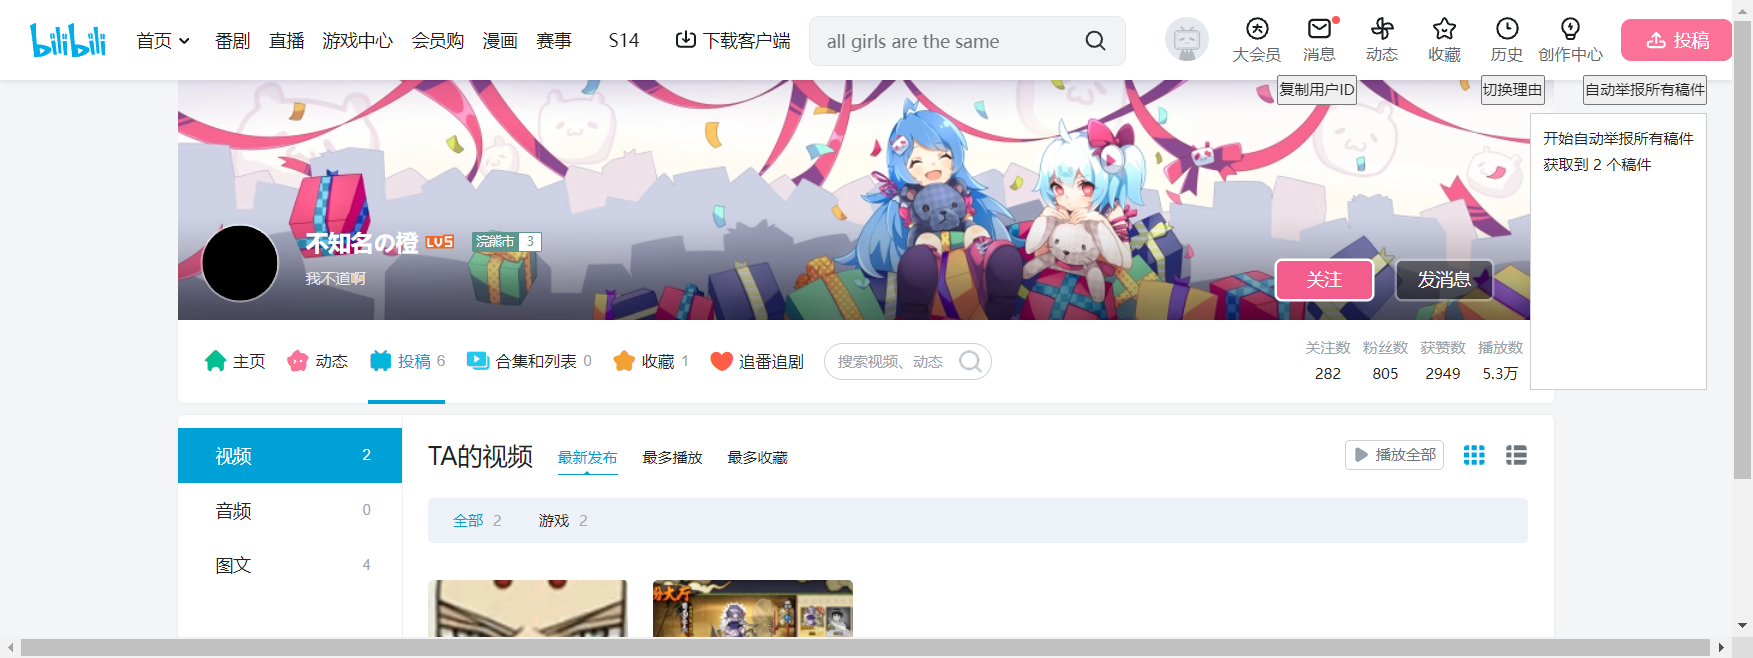 bilibili
首页 番剧 直播 游戏中心 会员购 漫画 赛事 S14 下载客户端 all girls are the same 大会员 消息 动态 收藏 历史 创作中心 投稿
复制用户ID 切换理由 自动举报所有稿件
开始自动举报所有稿件
获取到 2 个稿件
不知名の橙 LV5 浣熊市 3
我不道啊
关注 发消息
主页 动态 投稿 6 合集和列表 0 收藏 1 追番追剧 搜索视频、动态
关注数 粉丝数 获赞数 播放数
282 805 2949 5.3万
视频 2
音频 0
图文 4
TA的视频 最新发布 最多播放 最多收藏 播放全部
全部 2 游戏 2